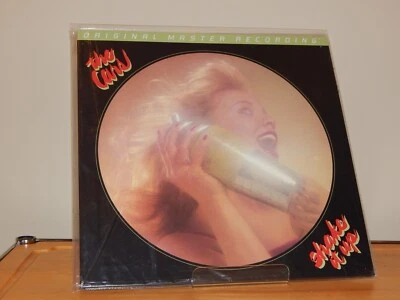 ORIGINAL MASTER RECORDING
the
Cars
shake
it up